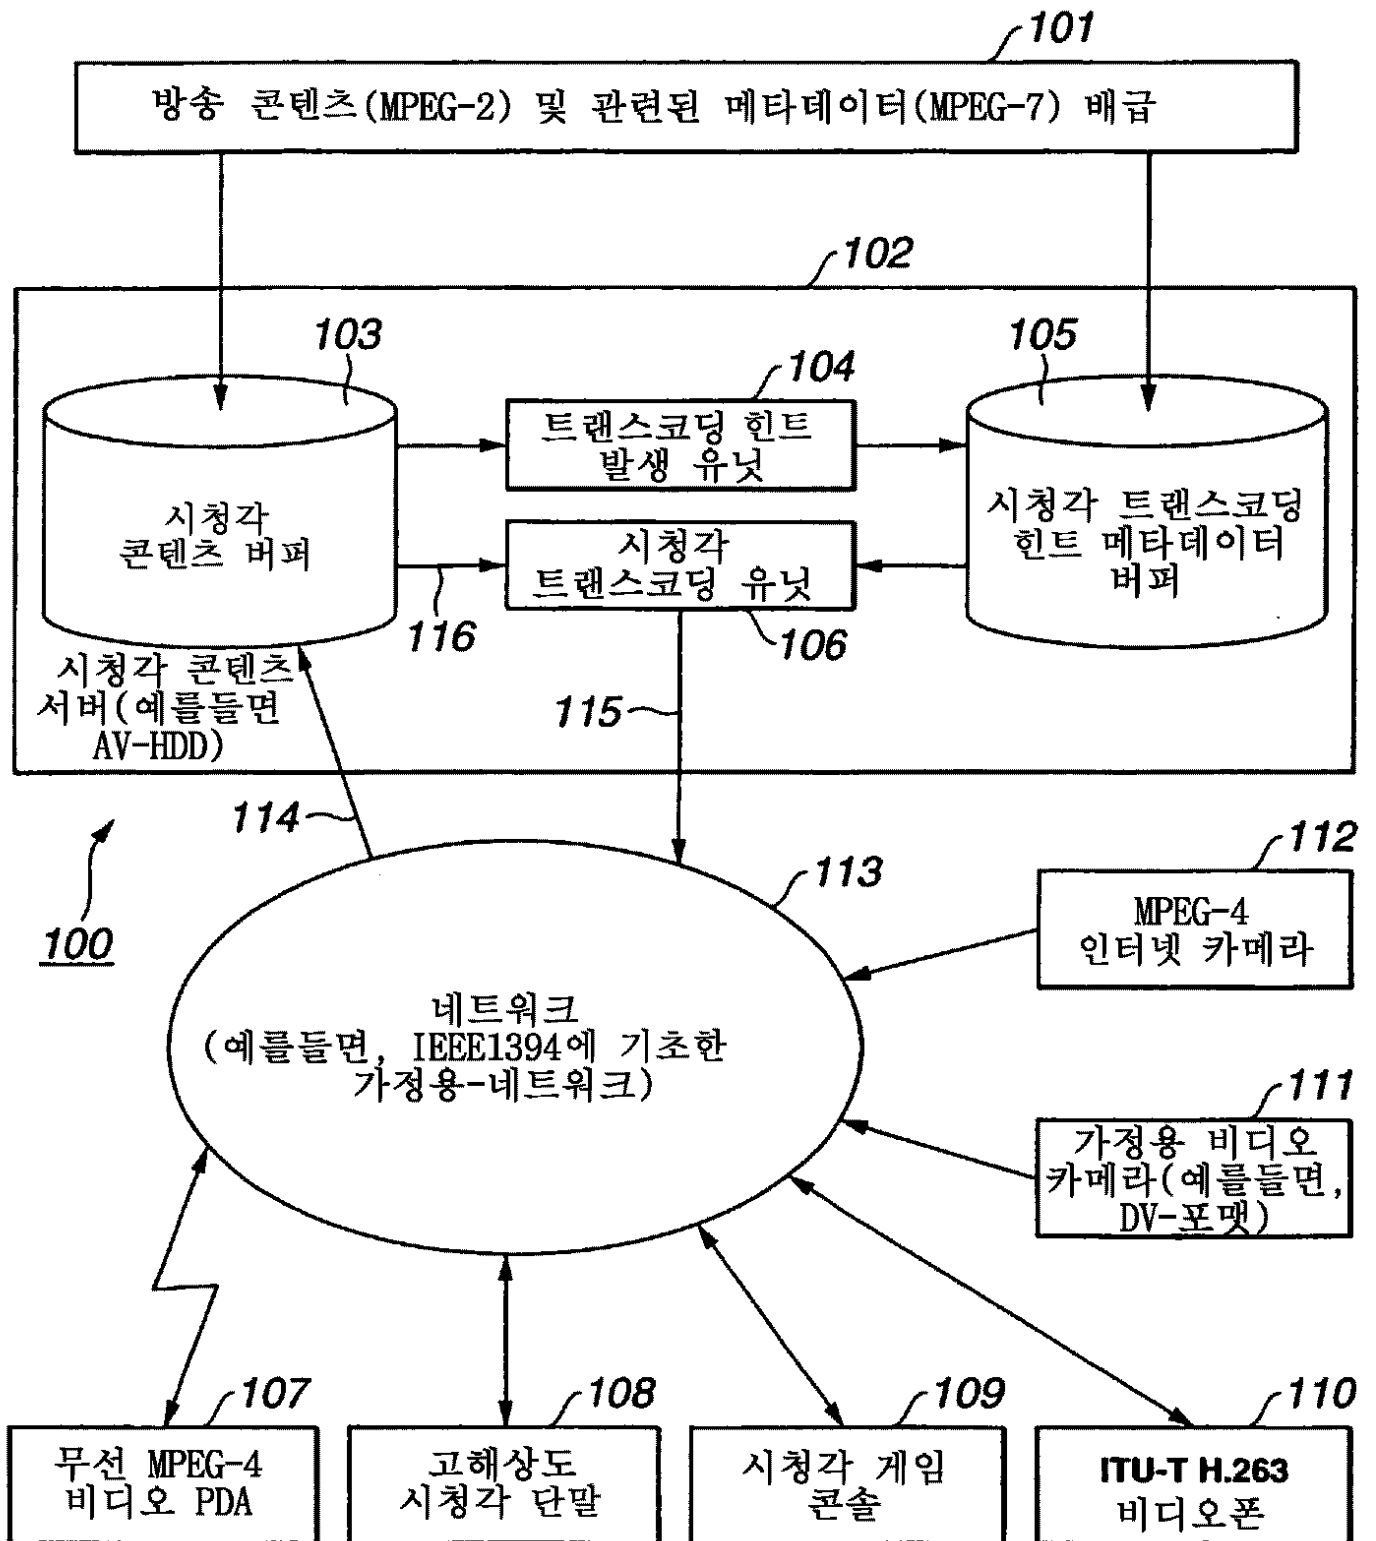 101
방송 콘텐츠(MPEG-2) 및 관련된 메타데이터(MPEG-7) 배급
102
103
104
105
트랜스코딩 힌트
발생 유닛
시청각
콘텐츠 버퍼
시청각
트랜스코딩 유닛
시청각 트랜스코딩
힌트 메타데이터
버퍼
116
106
시청각 콘텐츠
서버(예를들면
AV-HDD)
115
114
100
113
112
MPEG-4
인터넷 카메라
네트워크
(예를들면, IEEE1394에 기초한
가정용-네트워크)
111
가정용 비디오
카메라(예를들면,
DV-포맷)
107
무선 MPEG-4
비디오 PDA
108
고해상도
시청각 단말
109
시청각 게임
콘솔
110
ITU-T H.263
비디오폰